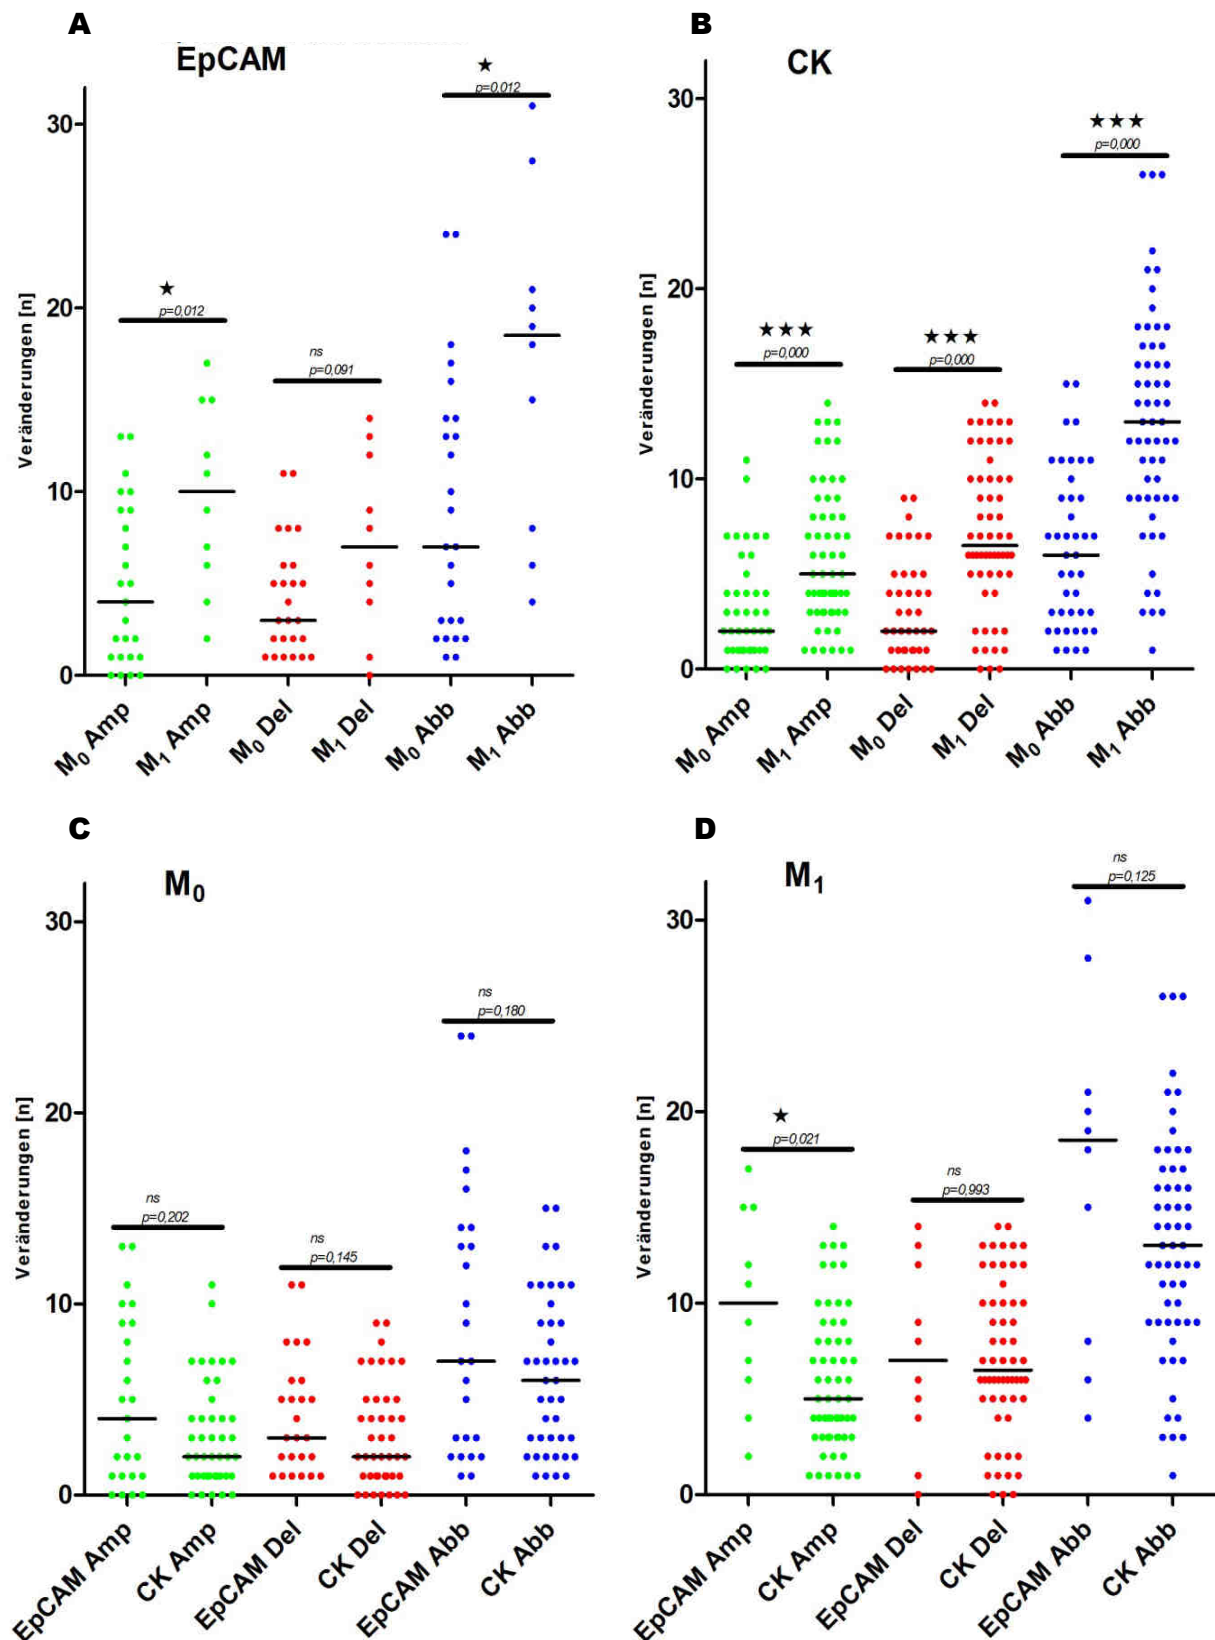 A
EpCAM
★
p=0,012
★
p=0,012
ns
p=0,091
Veränderungen [n]
30
20
10
0
M₀ Amp
M₁ Amp
M₀ Del
M₁ Del
M₀ Abb
M₁ Abb
B
CK
★★★
p=0,000
★★★
p=0,000
★★★
p=0,000
Veränderungen [n]
30
20
10
0
M₀ Amp
M₁ Amp
M₀ Del
M₁ Del
M₀ Abb
M₁ Abb
C
M₀
ns
p=0,180
ns
p=0,202
ns
p=0,145
Veränderungen [n]
30
20
10
0
EpCAM Amp
CK Amp
EpCAM Del
CK Del
EpCAM Abb
CK Abb
D
M₁
ns
p=0,125
★
p=0,021
ns
p=0,993
Veränderungen [n]
30
20
10
0
EpCAM Amp
CK Amp
EpCAM Del
CK Del
EpCAM Abb
CK Abb